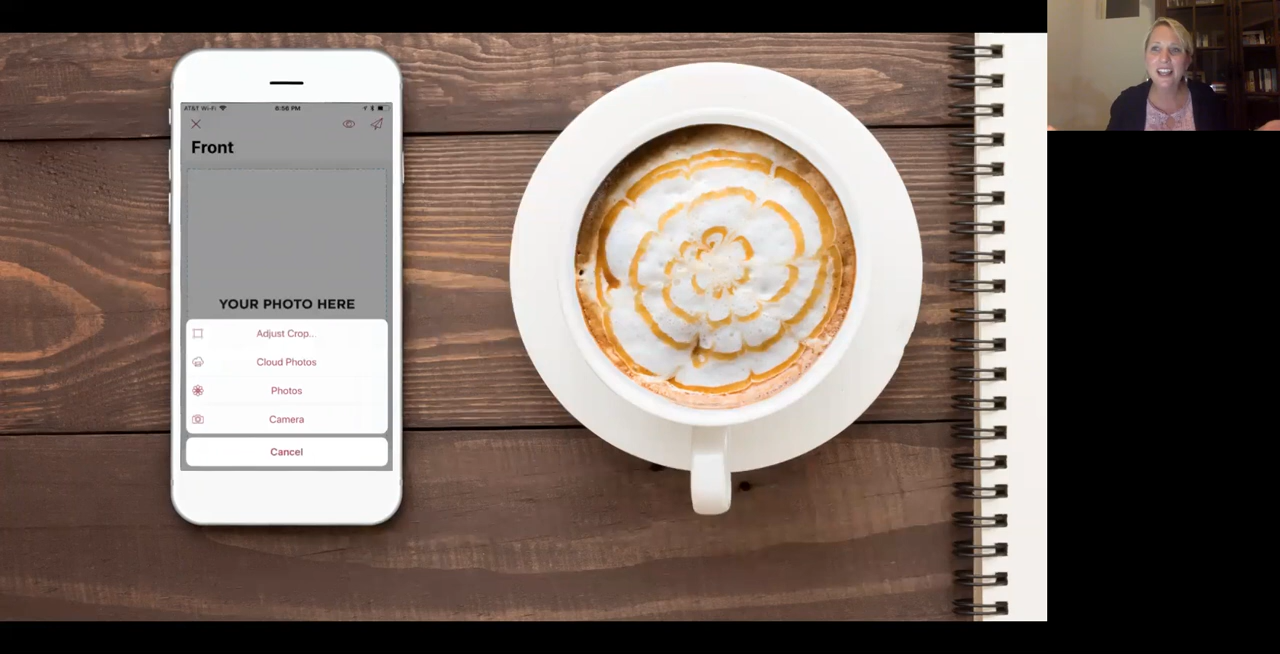 AT&T Wi-Fi 8:56 PM
Front
YOUR PHOTO HERE
Adjust Crop...
Cloud Photos
Photos
Camera
Cancel